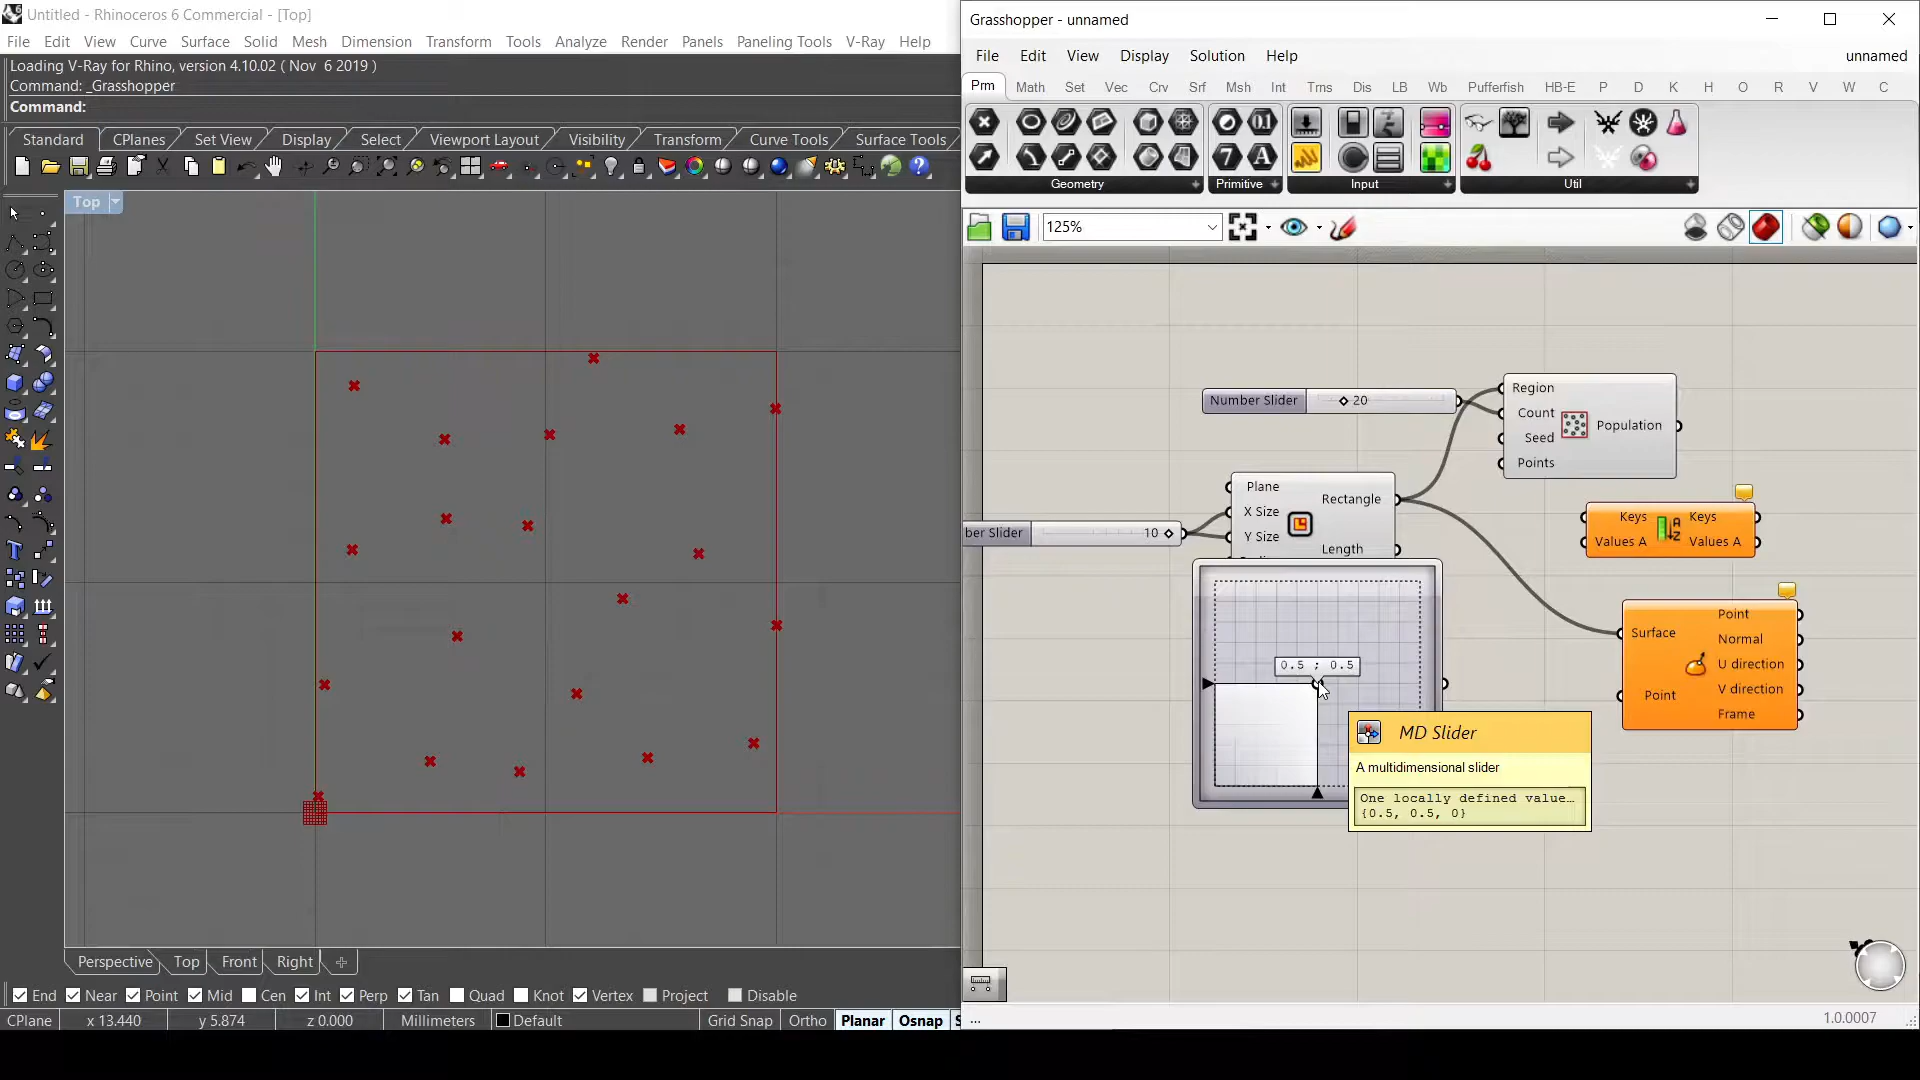 Untitled - Rhinoceros 6 Commercial - [Top]
File Edit View Curve Surface Solid Mesh Dimension Transform Tools Analyze Render Panels Paneling Tools V-Ray Help
Loading V-Ray for Rhino, version 4.10.02 ( Nov 6 2019 )
Command: _Grasshopper
Command:
Standard CPlanes Set View Display Select Viewport Layout Visibility Transform Curve Tools Surface Tools
Top
Perspective Top Front Right
End Near Point Mid Cen Int Perp Tan Quad Knot Vertex Project Disable
CPlane x 13.440 y 5.874 z 0.000 Millimeters Default Grid Snap Ortho Planar Osnap S
Grasshopper - unnamed
File Edit View Display Solution Help unnamed
Prm Math Set Vec Crv Srf Msh Int Trns Dis LB Wb Pufferfish HB-E P D K H O R V W C
Geometry Primitive Input Util
125%
Number Slider 20
Region
Count
Seed
Points
Population
Plane
X Size
Y Size
Rectangle
Length
ber Slider 10
Keys
Values A
Keys
Values A
0.5 ; 0.5
Surface
Point
Point
Normal
U direction
V direction
Frame
MD Slider
A multidimensional slider
One locally defined value…
{0.5, 0.5, 0}
... 1.0.0007